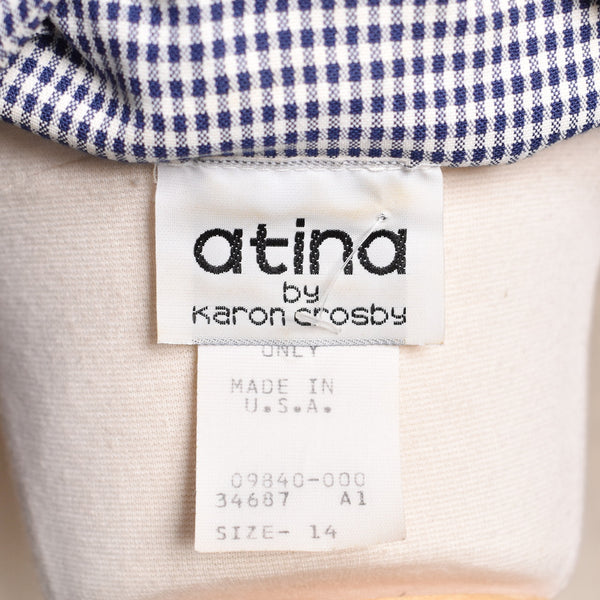 atina
by
Karon Crosby
ONLY
MADE IN
U.S.A.
09840-000
34687 A1
SIZE- 14